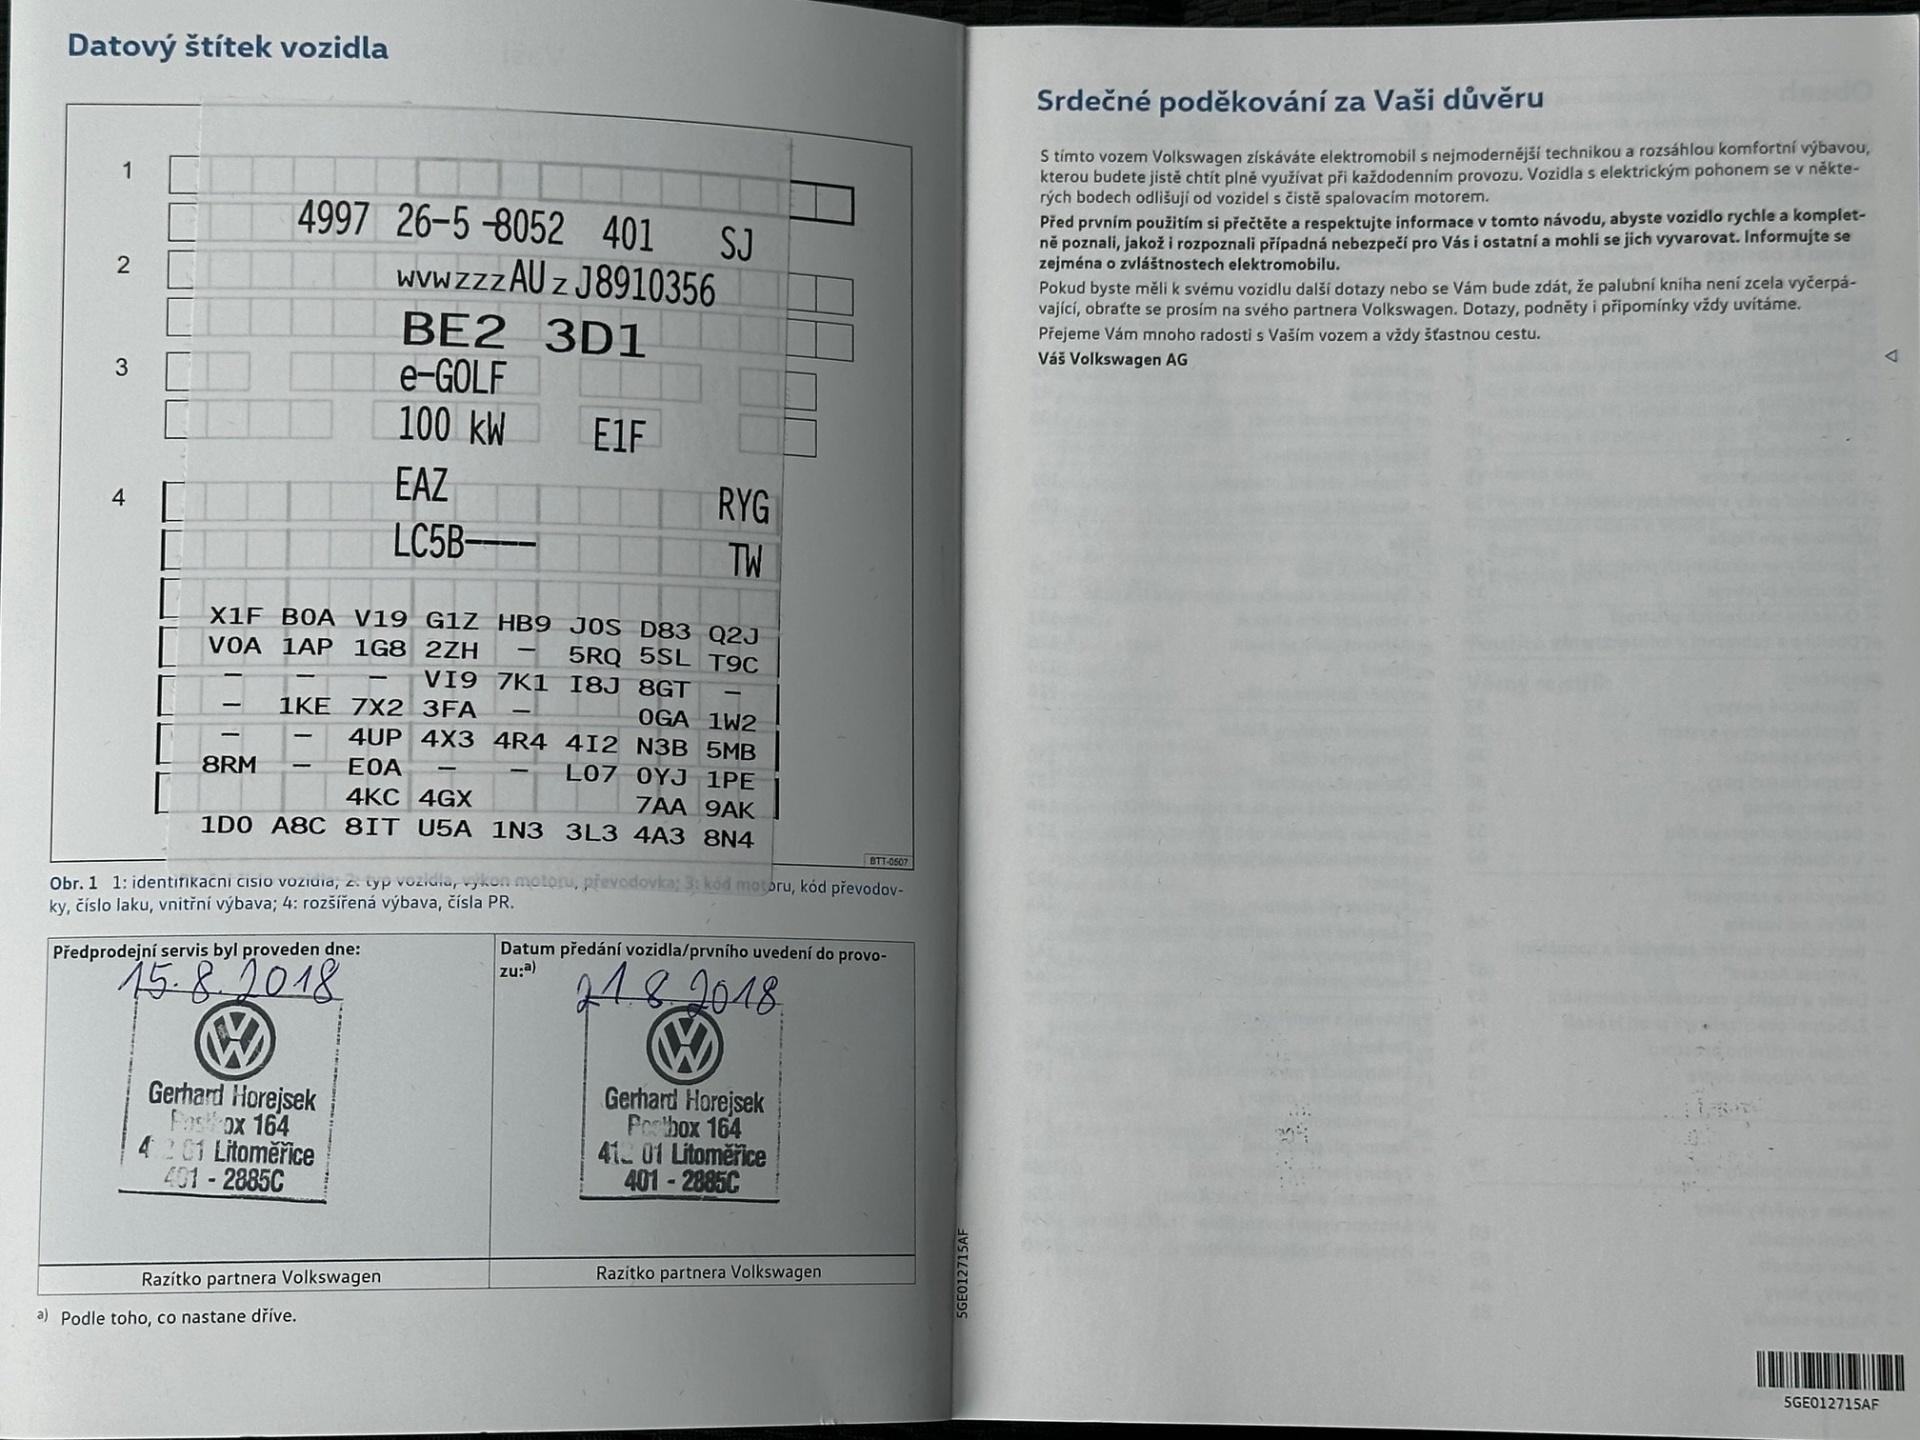 Datový štítek vozidla
1
4997 26-5 -8052 401 SJ
2
wvwzzzAUzJ8910356
BE2 3D1
3
e-GOLF
100 kW E1F
4
EAZ RYG
LC5B---- TW
X1F B0A V19 G1Z HB9 J0S D83 Q2J
V0A 1AP 1G8 2ZH - 5RQ 5SL T9C
- - - VI9 7K1 I8J 8GT -
- 1KE 7X2 3FA - 0GA 1W2
- - 4UP 4X3 4R4 4I2 N3B 5MB
8RM - E0A - - L07 0YJ 1PE
4KC 4GX 7AA 9AK
1D0 A8C 8IT U5A 1N3 3L3 4A3 8N4
BTT-0507
Obr. 1 1: identifikační číslo vozidla; 2: typ vozidla, výkon motoru, převodovka; 3: kód motoru, kód převodov-
ky, číslo laku, vnitřní výbava; 4: rozšířená výbava, čísla PR.
Předprodejní servis byl proveden dne:
15.8.2018
Gerhard Horejsek
Postbox 164
412 01 Litoměřice
401 - 2885C
Razítko partnera Volkswagen
Datum předání vozidla/prvního uvedení do provo-
zu:a)
21.8.2018
Gerhard Horejsek
Postbox 164
412 01 Litoměřice
401 - 2885C
Razítko partnera Volkswagen
a) Podle toho, co nastane dříve.
Srdečné poděkování za Vaši důvěru
S tímto vozem Volkswagen získáváte elektromobil s nejmodernější technikou a rozsáhlou komfortní výbavou,
kterou budete jistě chtít plně využívat při každodenním provozu. Vozidla s elektrickým pohonem se v někte-
rých bodech odlišují od vozidel s čistě spalovacím motorem.
Před prvním použitím si přečtěte a respektujte informace v tomto návodu, abyste vozidlo rychle a komplet-
ně poznali, jakož i rozpoznali případná nebezpečí pro Vás i ostatní a mohli se jich vyvarovat. Informujte se
zejména o zvláštnostech elektromobilu.
Pokud byste měli k svému vozidlu další dotazy nebo se Vám bude zdát, že palubní kniha není zcela vyčerpá-
vající, obraťte se prosím na svého partnera Volkswagen. Dotazy, podněty i připomínky vždy uvítáme.
Přejeme Vám mnoho radosti s Vaším vozem a vždy šťastnou cestu.
Váš Volkswagen AG
5GE012715AF
5GE012715AF